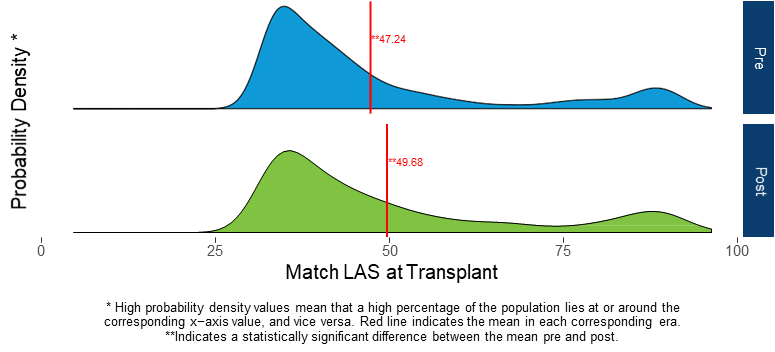 Probability Density *
Pre
**47.24
Post
**49.68
0 25 50 75 100
Match LAS at Transplant
* High probability density values mean that a high percentage of the population lies at or around the
corresponding x−axis value, and vice versa. Red line indicates the mean in each corresponding era.
**Indicates a statistically significant difference between the mean pre and post.